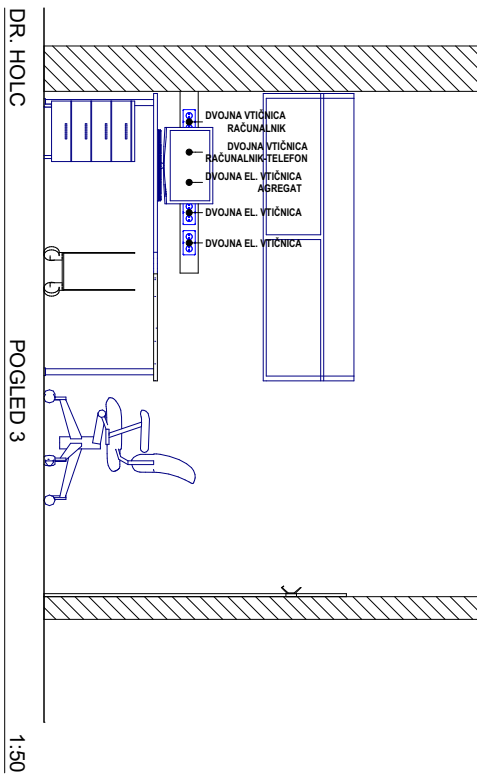 DVOJNA VTIČNICA
RAČUNALNIK
DVOJNA VTIČNICA
RAČUNALNIK-TELEFON
DVOJNA EL. VTIČNICA
AGREGAT
DVOJNA EL. VTIČNICA
DVOJNA EL. VTIČNICA
DR. HOLC POGLED 3 1:50